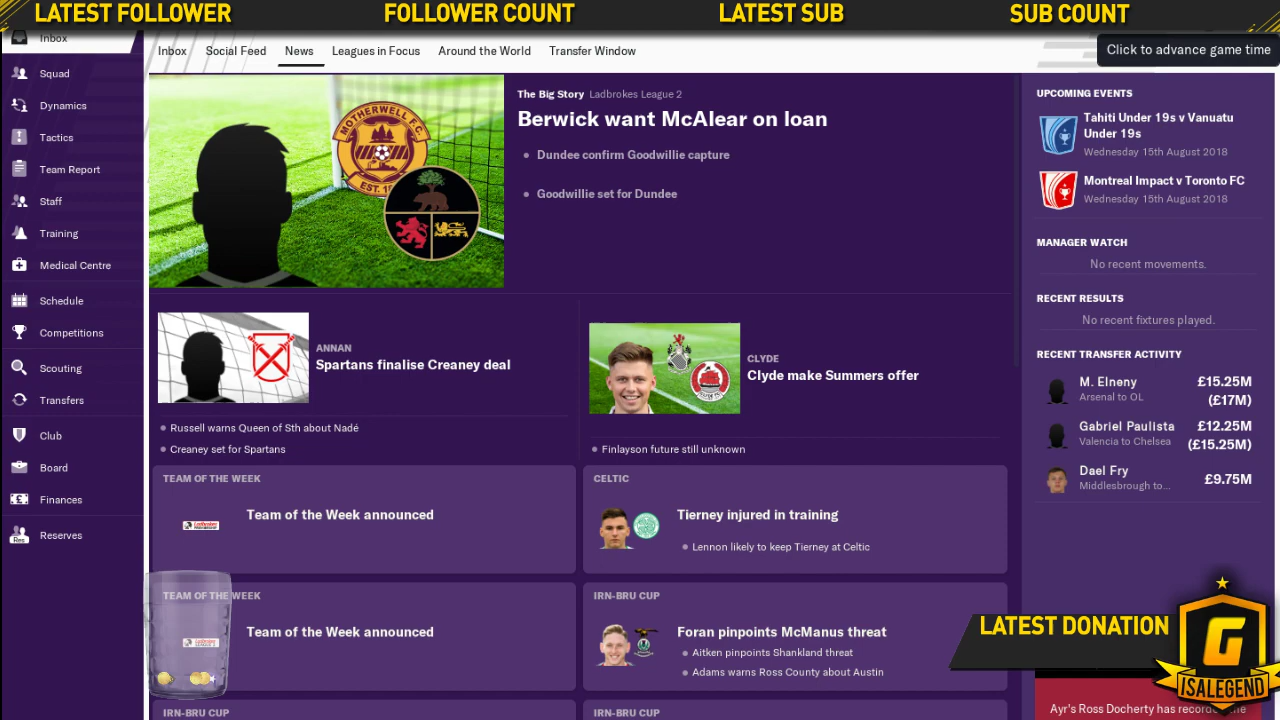 LATEST FOLLOWER
FOLLOWER COUNT
LATEST SUB
SUB COUNT
Inbox
Squad
Dynamics
Tactics
Team Report
Staff
Training
Medical Centre
Schedule
Competitions
Scouting
Transfers
Club
Board
Finances
Res
Reserves
Inbox
Social Feed
News
Leagues in Focus
Around the World
Transfer Window
Click to advance game time
MOTHERWELL F.C.
The Big Story Ladbrokes League 2
Berwick want McAlear on loan
Dundee confirm Goodwillie capture
Goodwillie set for Dundee
ANNAN
Spartans finalise Creaney deal
Russell warns Queen of Sth about Nadé
Creaney set for Spartans
CLYDE
Clyde make Summers offer
Finlayson future still unknown
TEAM OF THE WEEK
Team of the Week announced
CELTIC
Tierney injured in training
Lennon likely to keep Tierney at Celtic
TEAM OF THE WEEK
Team of the Week announced
IRN-BRU CUP
Foran pinpoints McManus threat
Aitken pinpoints Shankland threat
Adams warns Ross County about Austin
IRN-BRU CUP
IRN-BRU CUP
UPCOMING EVENTS
Tahiti Under 19s v Vanuatu
Under 19s
Wednesday 15th August 2018
Montreal Impact v Toronto FC
Wednesday 15th August 2018
MANAGER WATCH
No recent movements.
RECENT RESULTS
No recent fixtures played.
RECENT TRANSFER ACTIVITY
M. Elneny
Arsenal to OL
£15.25M
(£17M)
Gabriel Paulista
Valencia to Chelsea
£12.25M
(£15.25M)
Dael Fry
Middlesbrough to...
£9.75M
LATEST DONATION
G
ISALEGEND
Ayr's Ross Docherty has recor